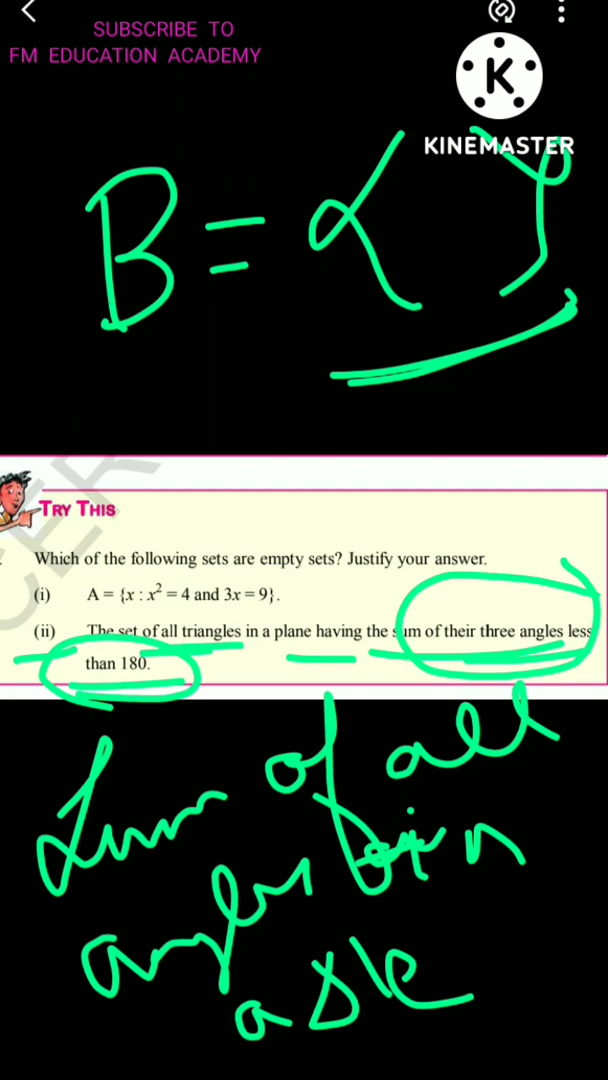 SUBSCRIBE TO
FM EDUCATION ACADEMY
K
KINEMASTER
B = { }
TRY THIS
Which of the following sets are empty sets? Justify your answer.
(i) A = {x : x² = 4 and 3x = 9}.
(ii) The set of all triangles in a plane having the sum of their three angles less
than 180.
Sum of all
angles in
a